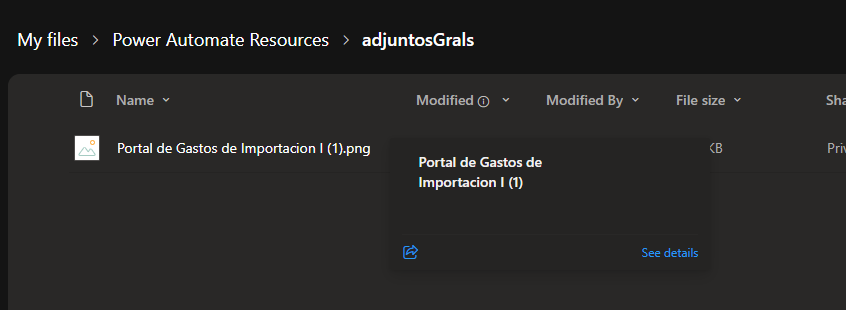 My files > Power Automate Resources > adjuntosGrals
Name Modified Modified By File size Sha
Portal de Gastos de Importacion I (1).png KB Priv
Portal de Gastos de
Importacion I (1)
See details